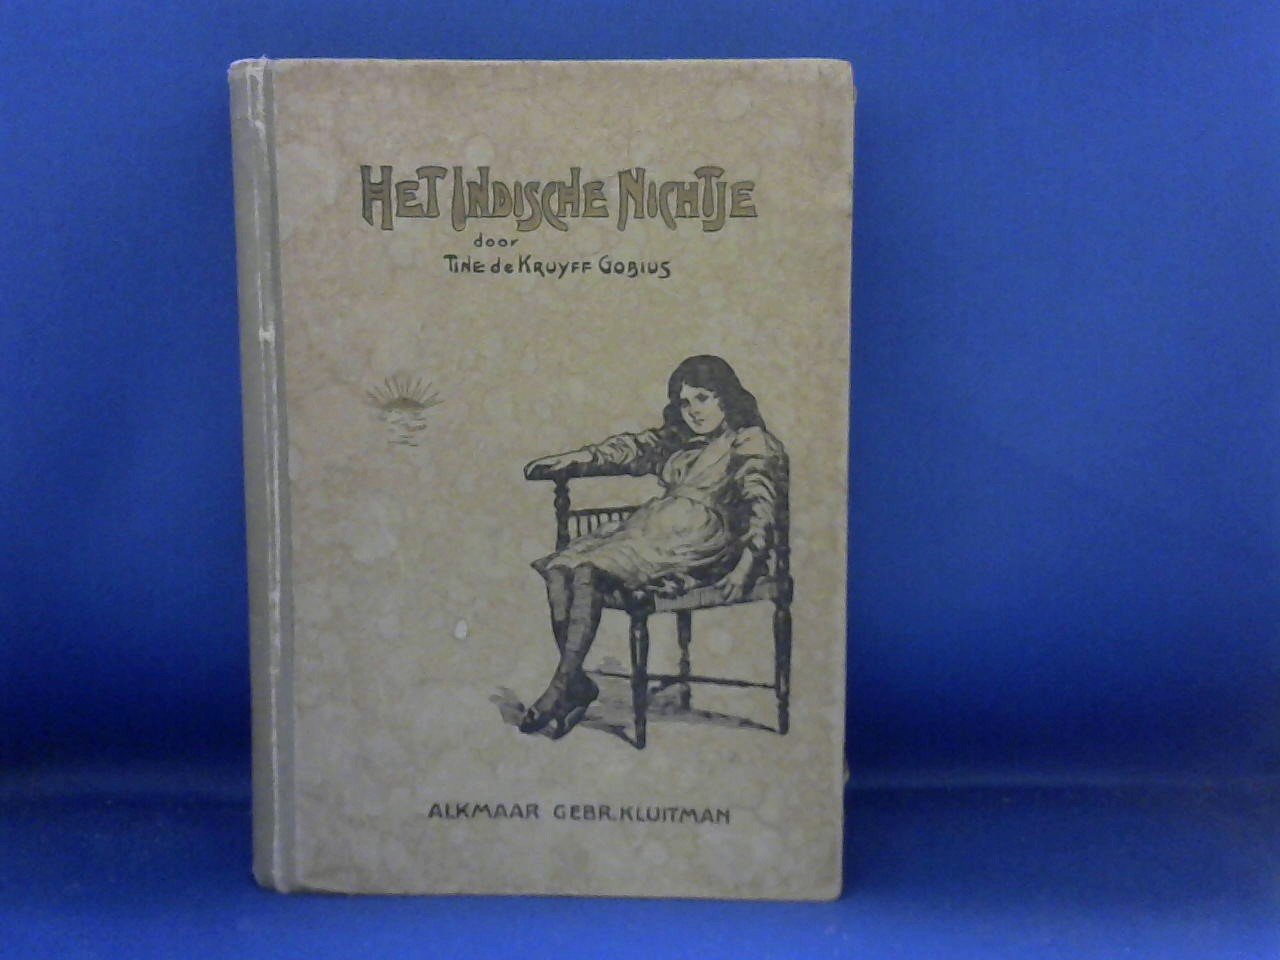 HET INDISCHE NICHTJE
door
TINE de KRUYFF GOBIUS
ALKMAAR GEBR. KLUITMAN